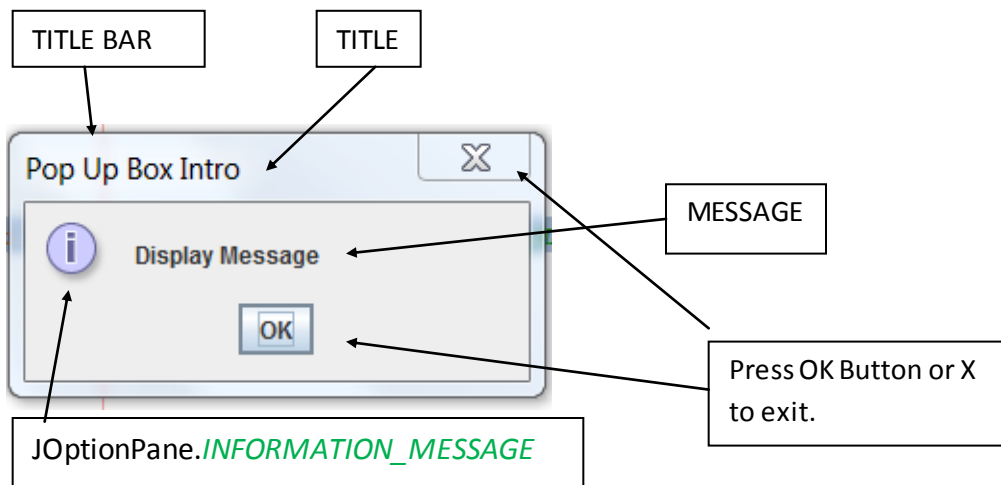 TITLE BAR
TITLE
Pop Up Box Intro
X
MESSAGE
i
Display Message
OK
Press OK Button or X
to exit.
JOptionPane.INFORMATION_MESSAGE